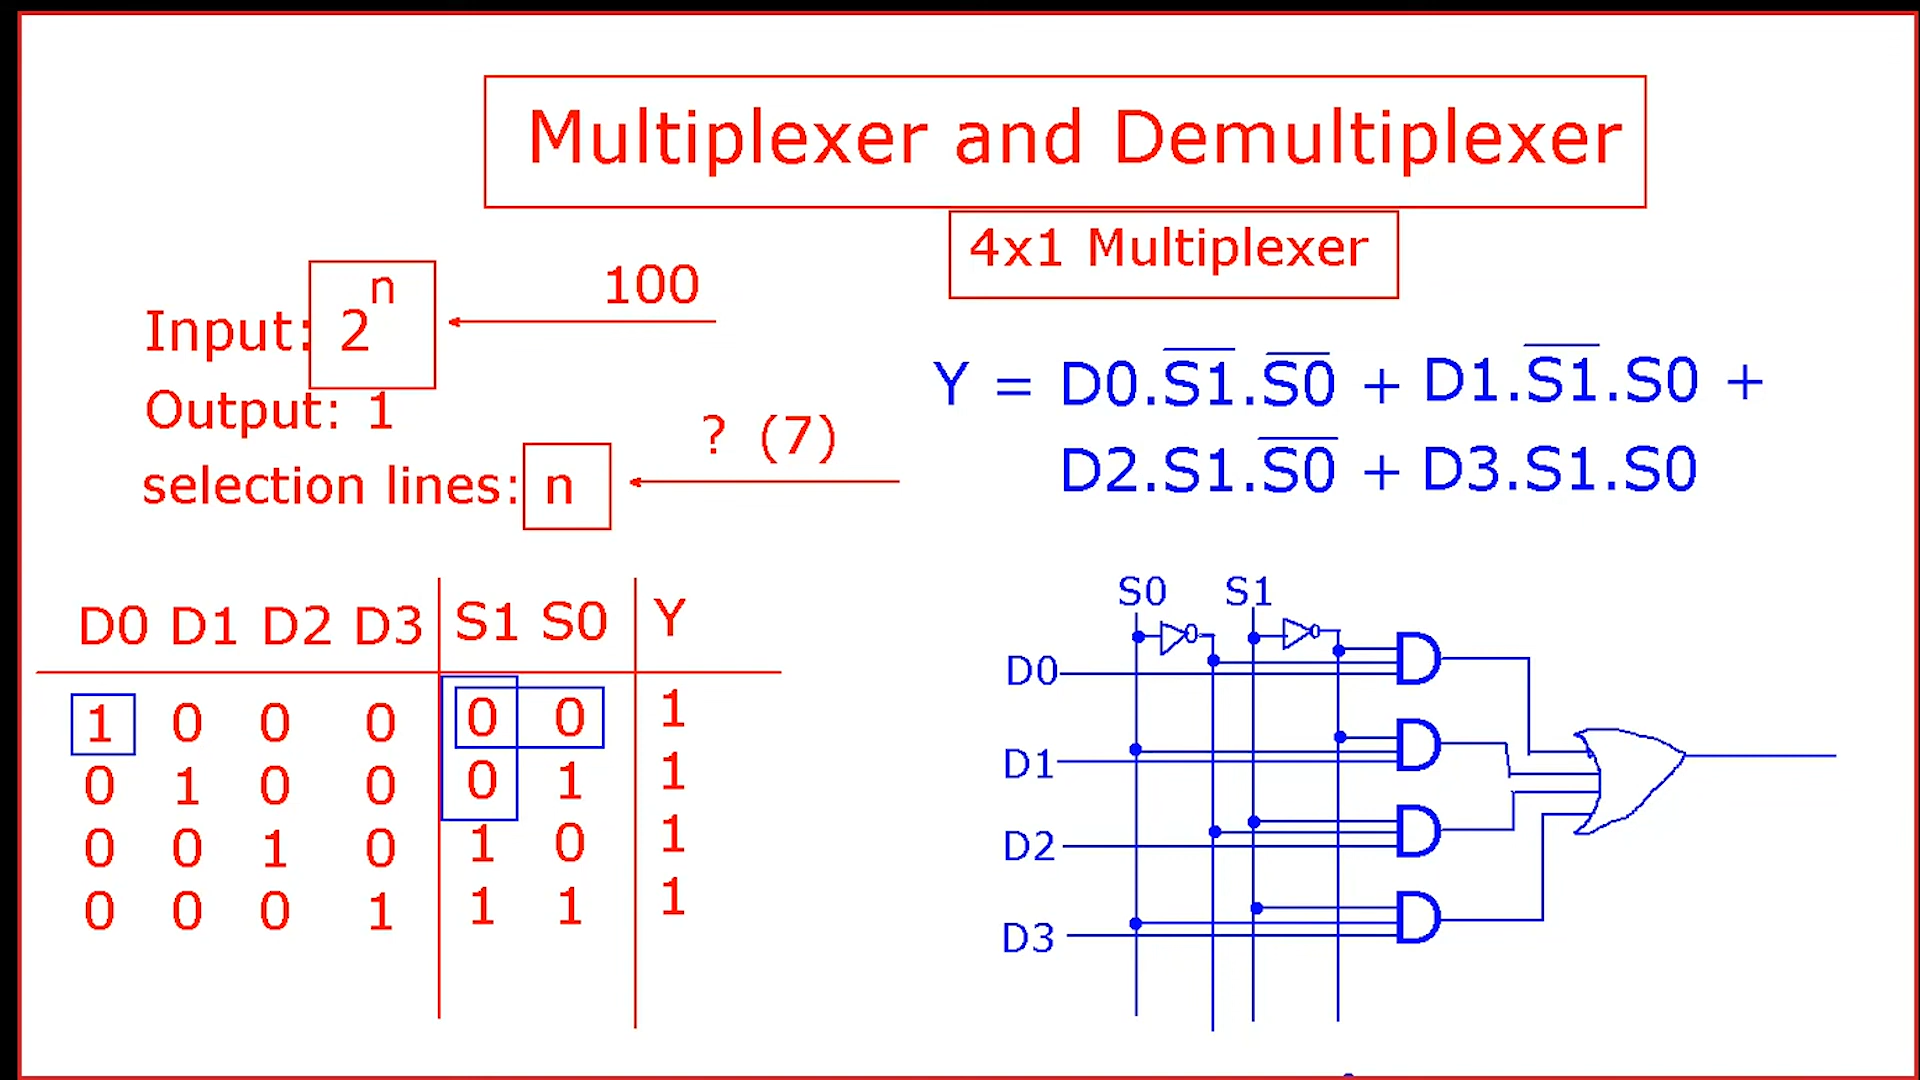 Multiplexer and Demultiplexer
4x1 Multiplexer
Input: 2ⁿ 100
Output: 1
selection lines: n ? (7)
Y = D0.S̅1̅.S̅0̅ + D1.S̅1̅.S0 +
D2.S1.S̅0̅ + D3.S1.S0
D0 D1 D2 D3 S1 S0 Y
1 0 0 0 0 0 1
0 1 0 0 0 1 1
0 0 1 0 1 0 1
0 0 0 1 1 1 1
S0 S1
D0
D1
D2
D3